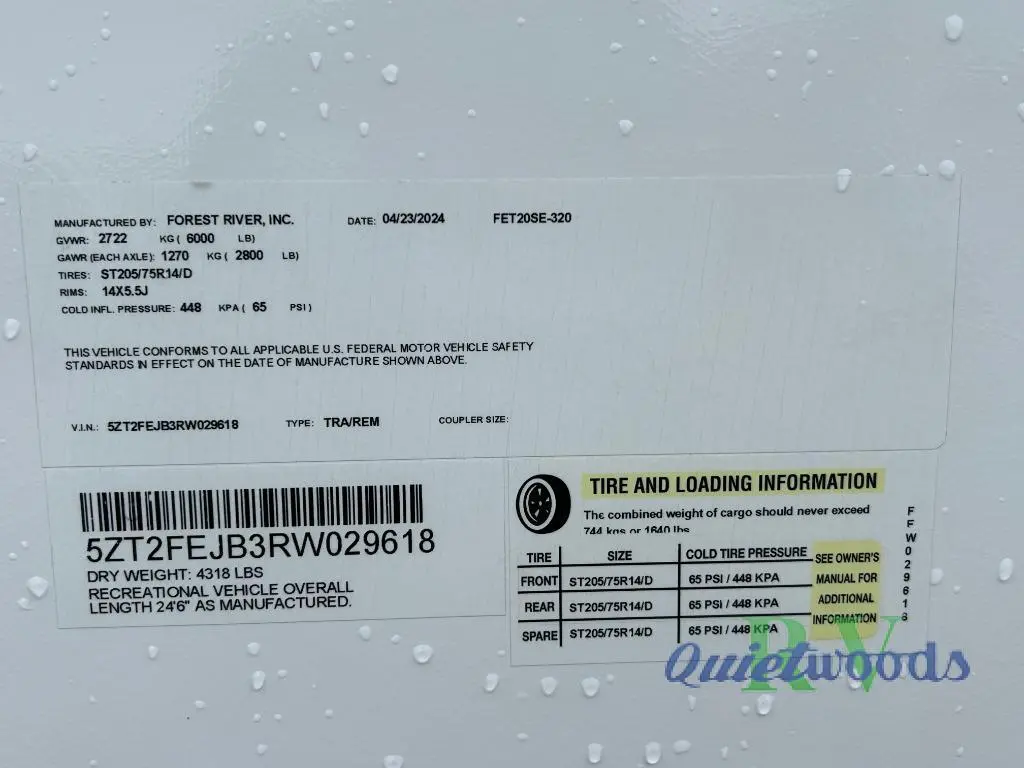 MANUFACTURED BY: FOREST RIVER, INC. DATE: 04/23/2024 FET20SE-320
GVWR: 2722 KG ( 6000 LB)
GAWR (EACH AXLE): 1270 KG ( 2800 LB)
TIRES: ST205/75R14/D
RIMS: 14X5.5J
COLD INFL. PRESSURE: 448 KPA ( 65 PSI )
THIS VEHICLE CONFORMS TO ALL APPLICABLE U.S. FEDERAL MOTOR VEHICLE SAFETY
STANDARDS IN EFFECT ON THE DATE OF MANUFACTURE SHOWN ABOVE.
V.I.N.: 5ZT2FEJB3RW029618 TYPE: TRA/REM COUPLER SIZE:
5ZT2FEJB3RW029618
DRY WEIGHT: 4318 LBS
RECREATIONAL VEHICLE OVERALL
LENGTH 24'6" AS MANUFACTURED.
TIRE AND LOADING INFORMATION
The combined weight of cargo should never exceed
744 kgs or 1640 lbs
TIRE SIZE COLD TIRE PRESSURE
FRONT ST205/75R14/D 65 PSI / 448 KPA
REAR ST205/75R14/D 65 PSI / 448 KPA
SPARE ST205/75R14/D 65 PSI / 448 KPA
SEE OWNER'S
MANUAL FOR
ADDITIONAL
INFORMATION
FFW029618
Quietwoods RV